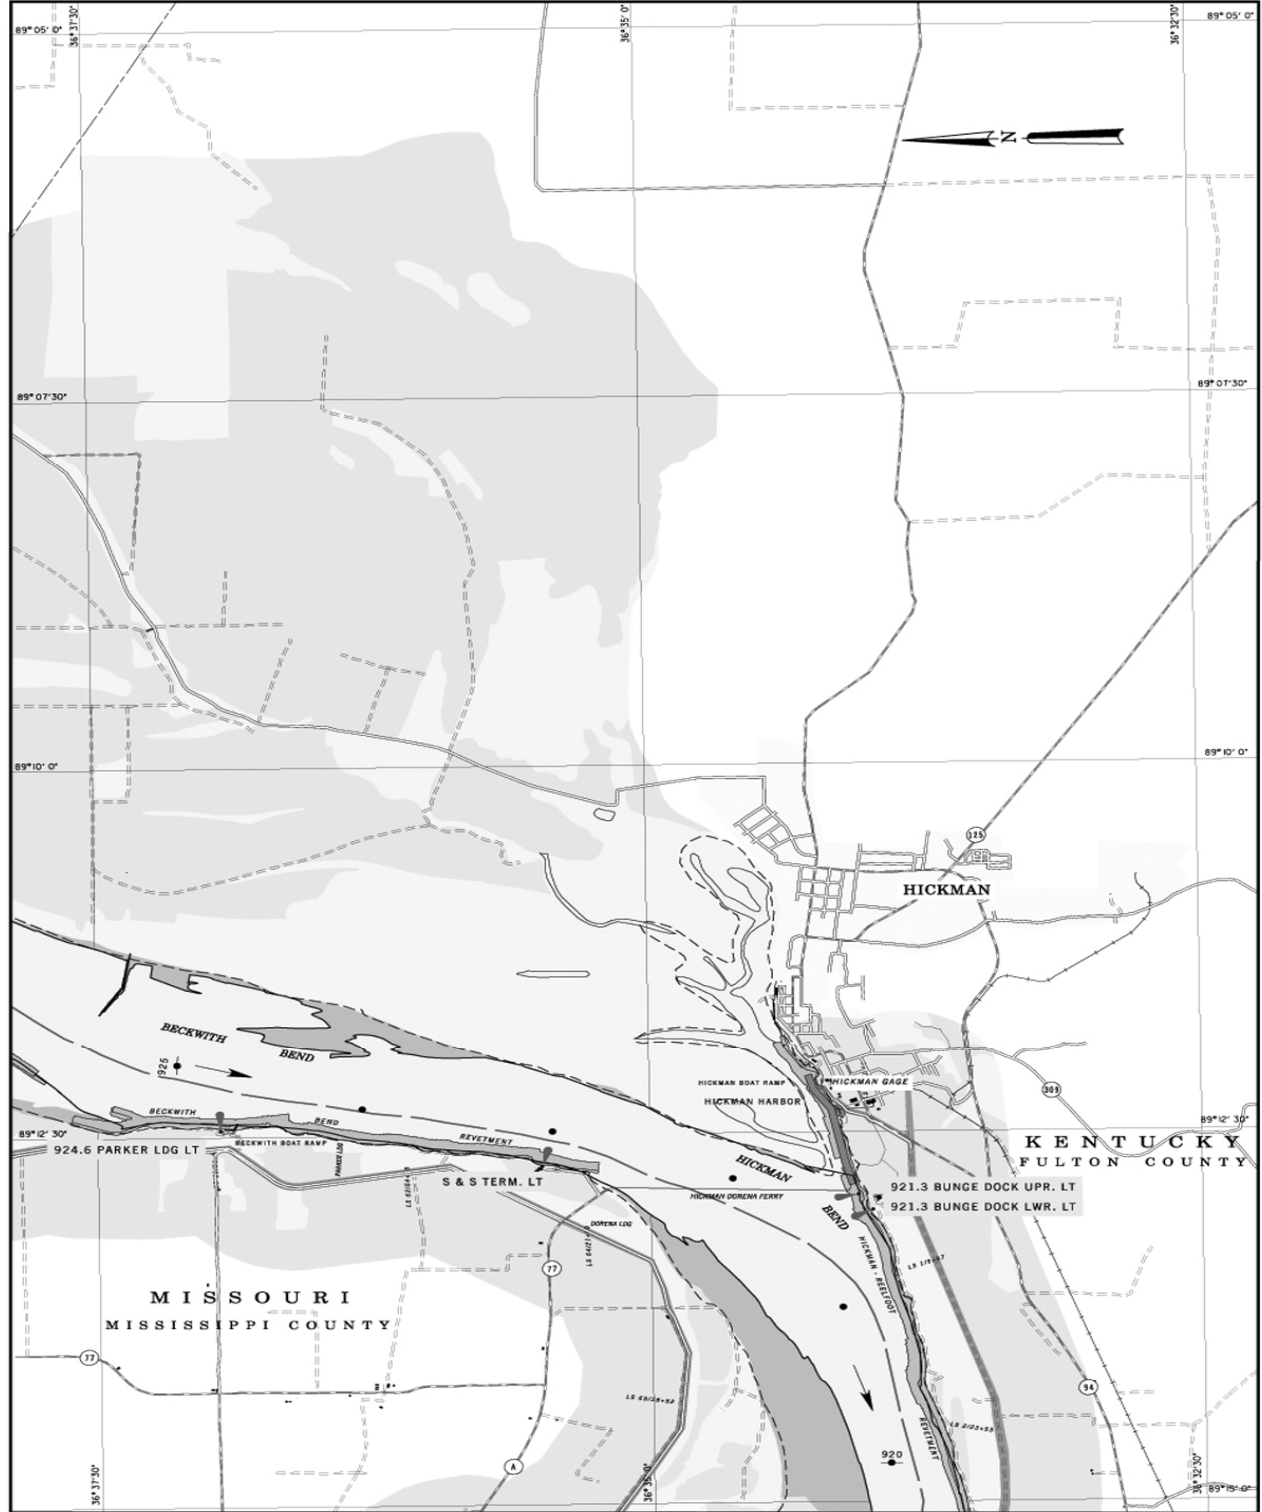 36°37'30"
36°35' 0"
36°32'30"
89°05' 0"
89°05' 0"
N
89°07'30"
89°07'30"
89°10' 0"
89°10' 0"
125
HICKMAN
BECKWITH
BEND
925
HICKMAN BOAT RAMP
HICKMAN GAGE
HICKMAN HARBOR
309
BECKWITH
BEND
REVETMENT
89°12' 30"
89°12' 30"
924.6 PARKER LDG LT
BECKWITH BOAT RAMP
PARKER LDG
KENTUCKY
FULTON COUNTY
HICKMAN
BEND
S & S TERM. LT
HICKMAN DORENA FERRY
921.3 BUNGE DOCK UPR. LT
921.3 BUNGE DOCK LWR. LT
DORENA LDG
HICKMAN - REELFOOT
REVETMENT
77
MISSOURI
MISSISSIPPI COUNTY
77
94
920
A
36°37'30"
36°35'0"
36°32'30"
89°15' 0"